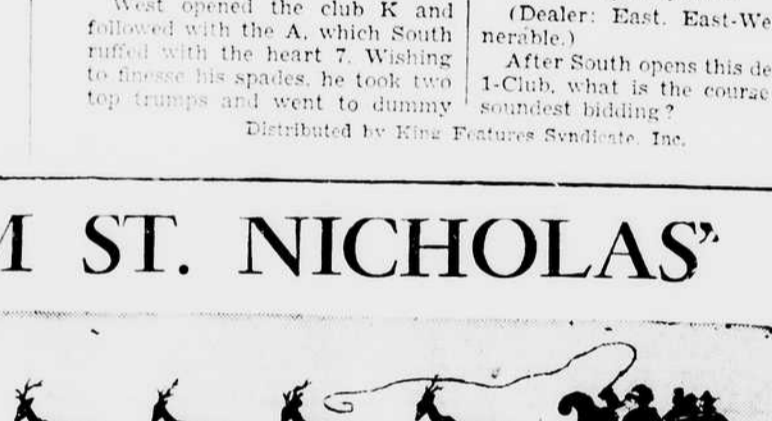 West opened the club K and
followed with the A, which South
ruffed with the heart 7. Wishing
to finesse his spades, he took two
top trumps and went to dummy
(Dealer: East. East-We
nerable.)
After South opens this de
1-Club, what is the course
soundest bidding?
Distributed by King Features Syndicate, Inc.
M ST. NICHOLAS”